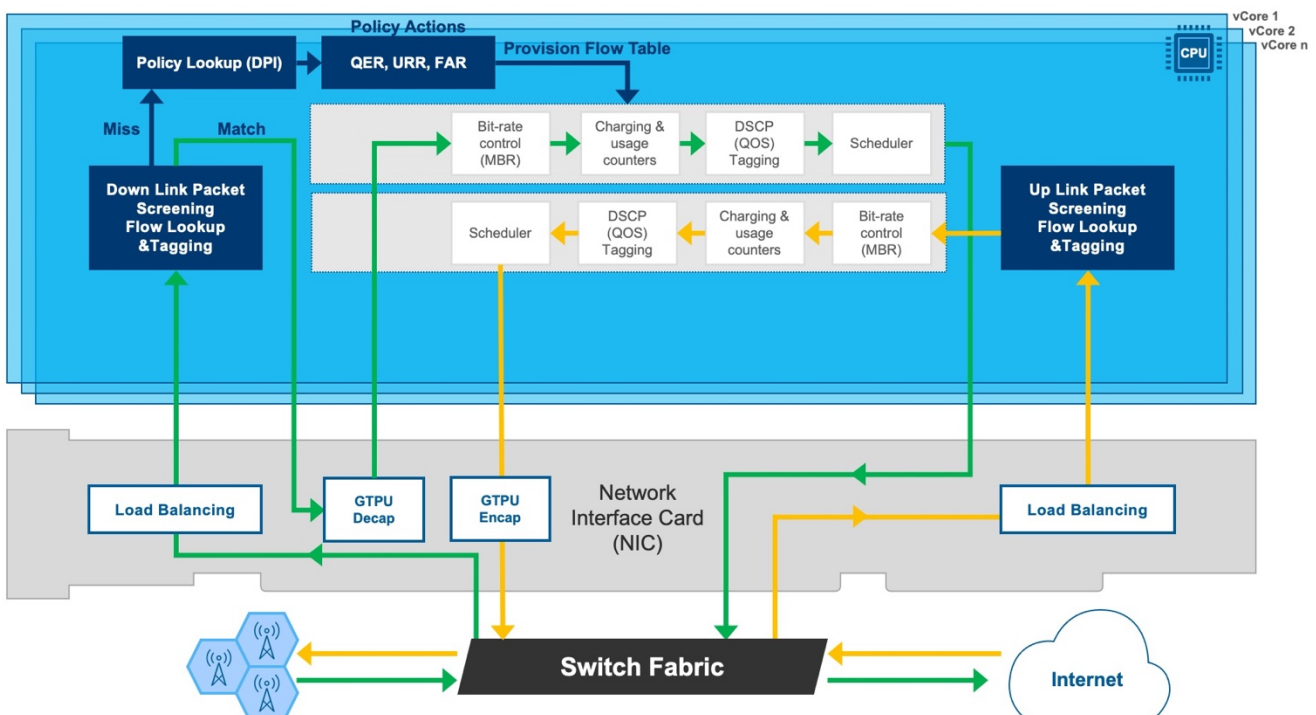 vCore 1
vCore 2
vCore n
CPU
Policy Actions
Policy Lookup (DPI)
QER, URR, FAR
Provision Flow Table
Miss
Match
Bit-rate
control
(MBR)
Charging &
usage
counters
DSCP
(QOS)
Tagging
Scheduler
Down Link Packet
Screening
Flow Lookup
&Tagging
Scheduler
DSCP
(QOS)
Tagging
Charging &
usage
counters
Bit-rate
control
(MBR)
Up Link Packet
Screening
Flow Lookup
&Tagging
Load Balancing
GTPU
Decap
GTPU
Encap
Network
Interface Card
(NIC)
Load Balancing
Switch Fabric
Internet